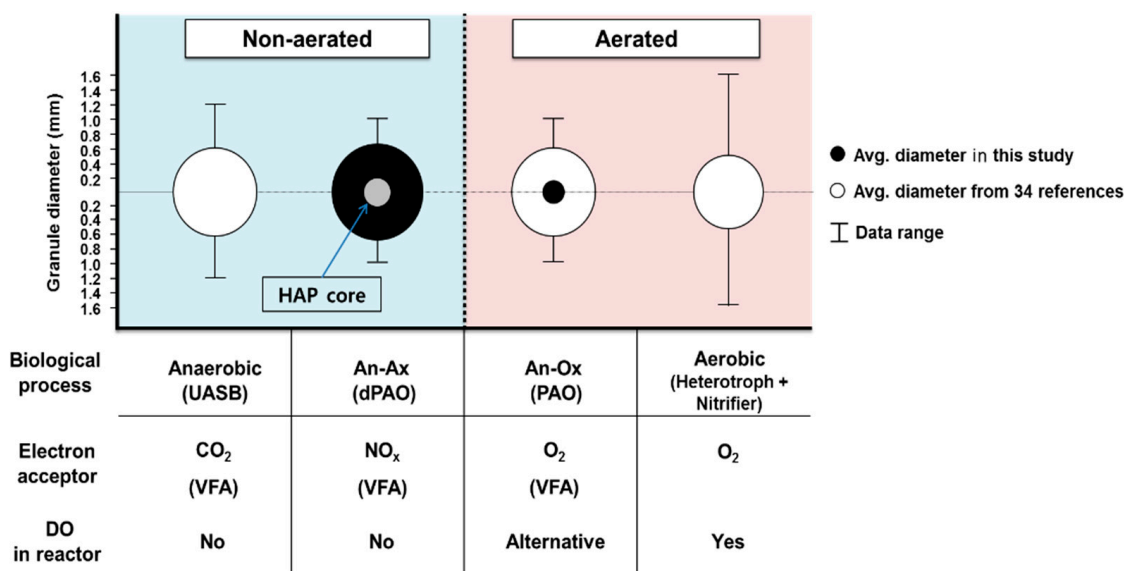 Non-aerated
Aerated
Granule diameter (mm)
1.6
1.4
1.2
1.0
0.8
0.6
0.4
0.2
0.2
0.4
0.6
0.8
1.0
1.2
1.4
1.6
HAP core
Avg. diameter in this study
Avg. diameter from 34 references
Data range
Biological
process
Anaerobic
(UASB)
An-Ax
(dPAO)
An-Ox
(PAO)
Aerobic
(Heterotroph +
Nitrifier)
Electron
acceptor
CO₂
(VFA)
NOₓ
(VFA)
O₂
(VFA)
O₂
DO
in reactor
No
No
Alternative
Yes